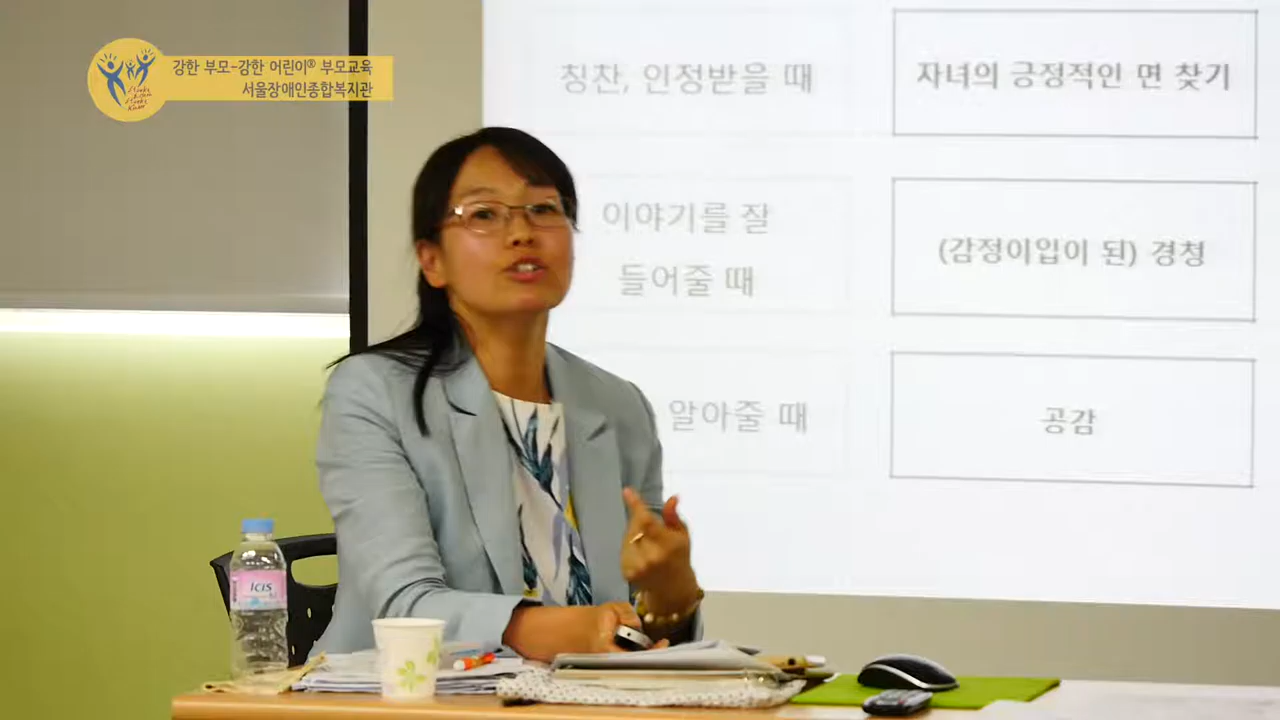 강한 부모-강한 어린이® 부모교육
서울장애인종합복지관
칭찬, 인정받을 때
자녀의 긍정적인 면 찾기
이야기를 잘
들어줄 때
(감정이입이 된) 경청
알아줄 때
공감
ICIS